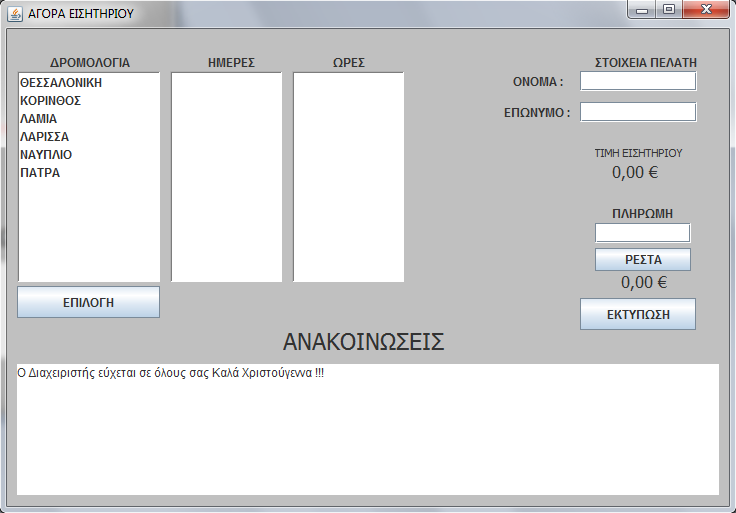 ΑΓΟΡΑ ΕΙΣΗΤΗΡΙΟΥ
ΔΡΟΜΟΛΟΓΙΑ
ΗΜΕΡΕΣ
ΩΡΕΣ
ΣΤΟΙΧΕΙΑ ΠΕΛΑΤΗ
ΘΕΣΣΑΛΟΝΙΚΗ
ΚΟΡΙΝΘΟΣ
ΛΑΜΙΑ
ΛΑΡΙΣΣΑ
ΝΑΥΠΛΙΟ
ΠΑΤΡΑ
ΕΠΙΛΟΓΗ
ΟΝΟΜΑ :
ΕΠΩΝΥΜΟ :
ΤΙΜΗ ΕΙΣΗΤΗΡΙΟΥ
0,00 €
ΠΛΗΡΩΜΗ
ΡΕΣΤΑ
0,00 €
ΕΚΤΥΠΩΣΗ
ΑΝΑΚΟΙΝΩΣΕΙΣ
Ο Διαχειριστής εύχεται σε όλους σας Καλά Χριστούγεννα !!!